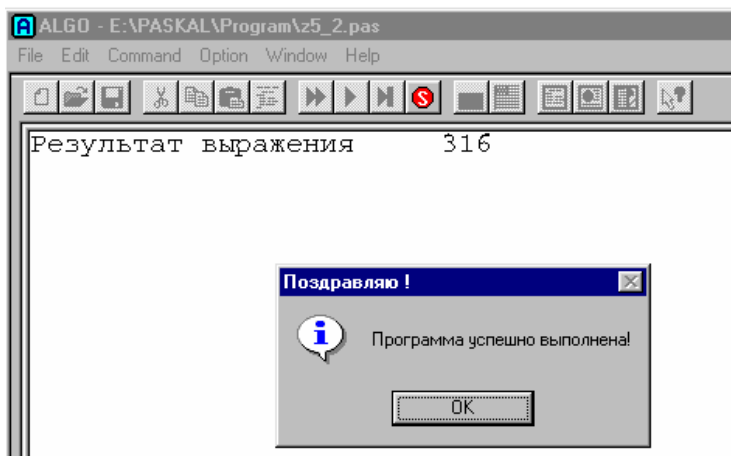 ALGO - E:\PASKAL\Program\z5_2.pas
File Edit Command Option Window Help
Результат выражения 316
Поздравляю !
Программа успешно выполнена!
OK